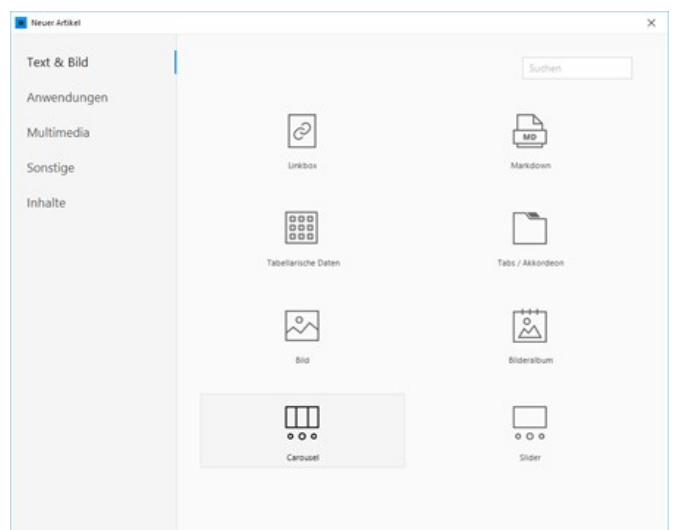 Neuer Artikel
Text & Bild
Anwendungen
Multimedia
Sonstige
Inhalte
Suchen
Linkbox
MD
Markdown
Tabellarische Daten
Tabs / Akkordeon
Bild
Bilderalbum
Carousel
Slider